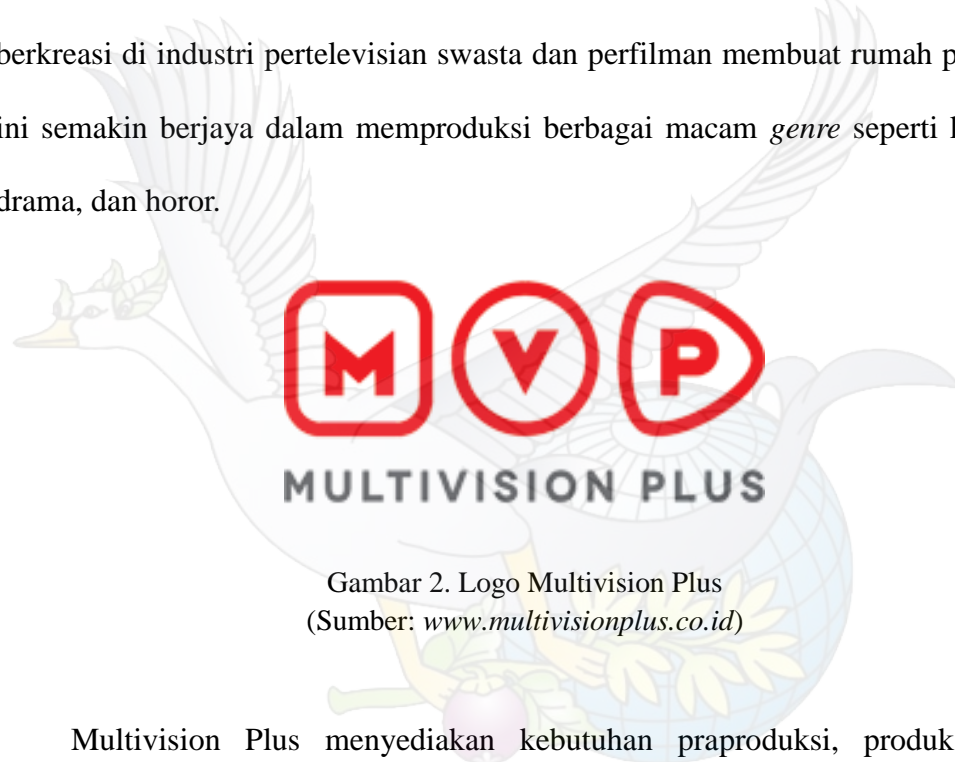 berkreasi di industri pertelevisian swasta dan perfilman membuat rumah
ini semakin berjaya dalam memproduksi berbagai macam genre seperti
drama, dan horor.
M V P
MULTIVISION PLUS
Gambar 2. Logo Multivision Plus
(Sumber: www.multivisionplus.co.id)
Multivision Plus menyediakan kebutuhan praproduksi,